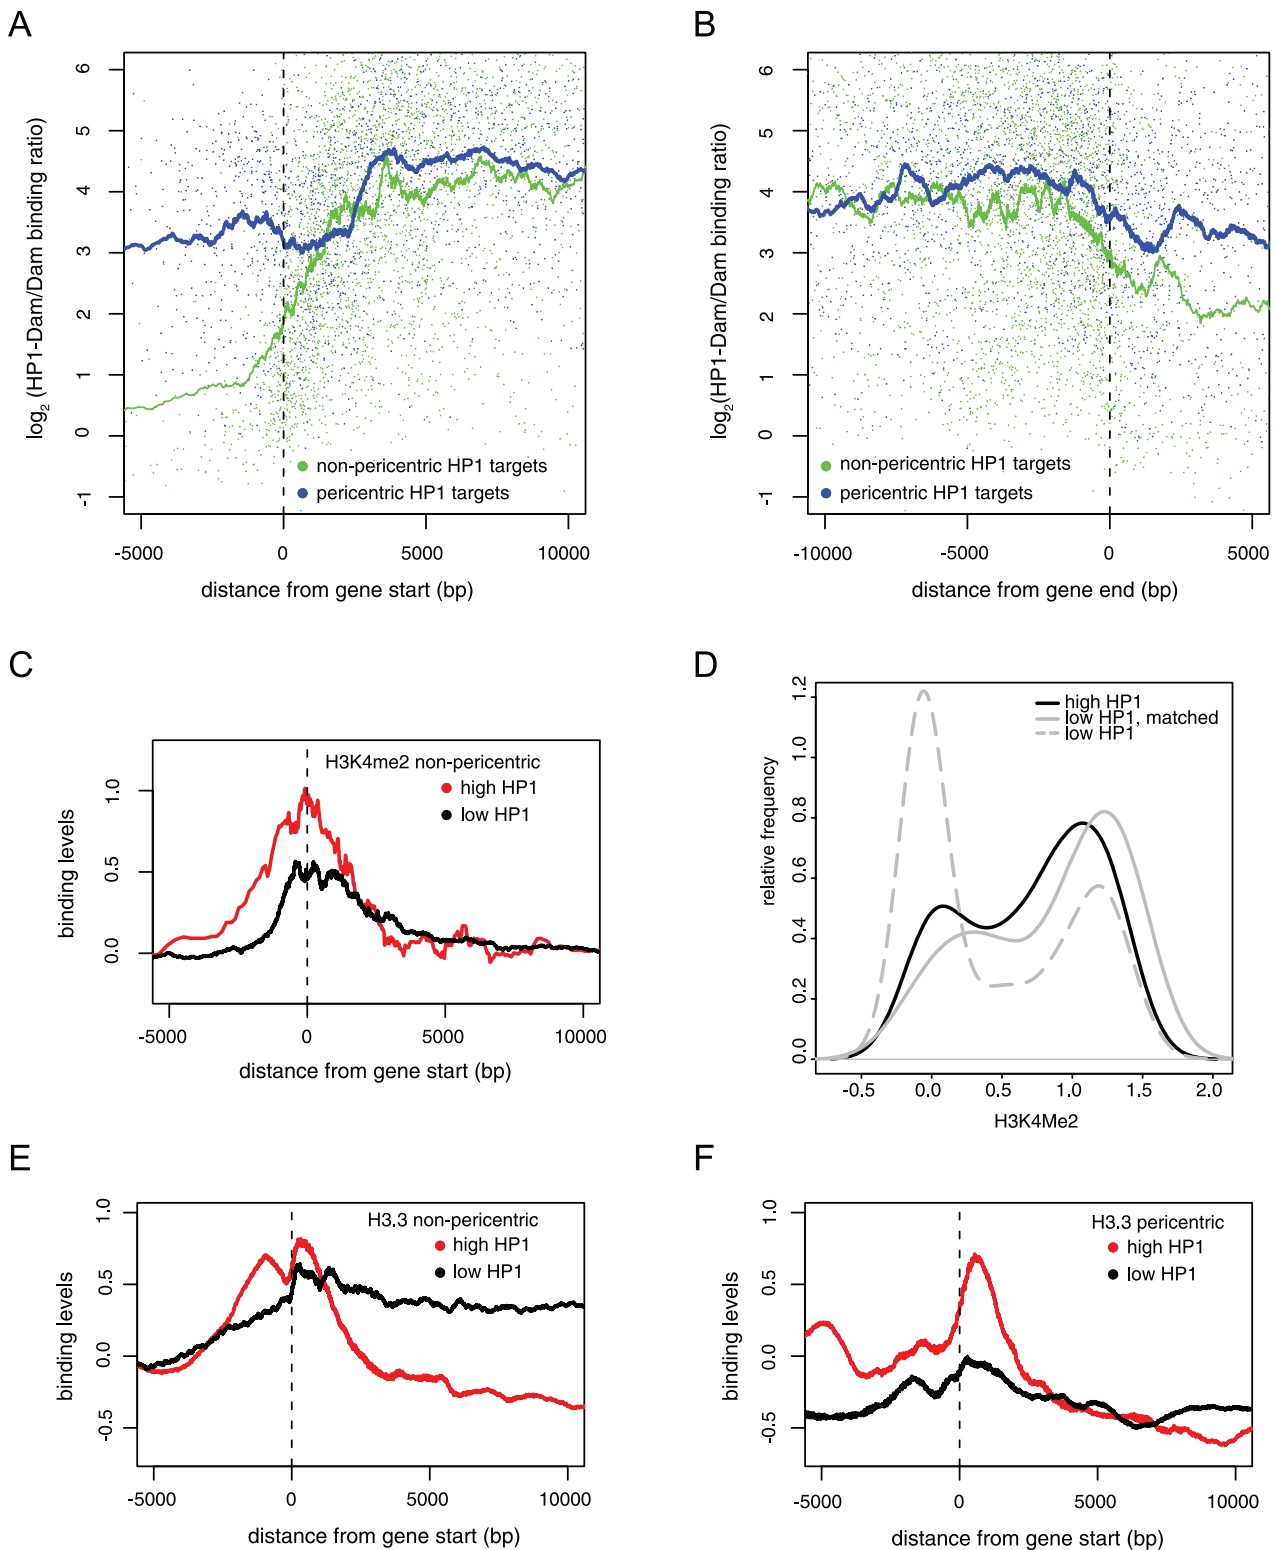 A
log2 (HP1-Dam/Dam binding ratio)
6
5
4
3
2
1
0
-1
non-pericentric HP1 targets
pericentric HP1 targets
-5000 0 5000 10000
distance from gene start (bp)
B
log2(HP1-Dam/Dam binding ratio)
6
5
4
3
2
1
0
-1
non-pericentric HP1 targets
pericentric HP1 targets
-10000 -5000 0 5000
distance from gene end (bp)
C
binding levels
1.0
0.5
0.0
H3K4me2 non-pericentric
high HP1
low HP1
-5000 0 5000 10000
distance from gene start (bp)
D
relative frequency
1.2
1.0
0.8
0.6
0.4
0.2
0.0
high HP1
low HP1, matched
low HP1
-0.5 0.0 0.5 1.0 1.5 2.0
H3K4Me2
E
binding levels
1.0
0.5
0.0
-0.5
H3.3 non-pericentric
high HP1
low HP1
-5000 0 5000 10000
distance from gene start (bp)
F
binding levels
1.0
0.5
0.0
-0.5
H3.3 pericentric
high HP1
low HP1
-5000 0 5000 10000
distance from gene start (bp)